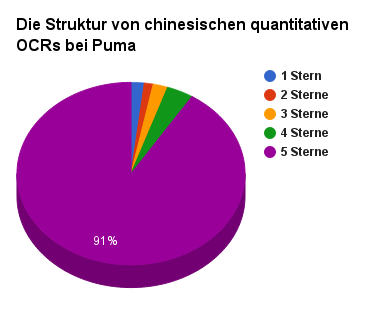 Die Struktur von chinesischen quantitativen
OCRs bei Puma
1 Stern
2 Sterne
3 Sterne
4 Sterne
5 Sterne
91%